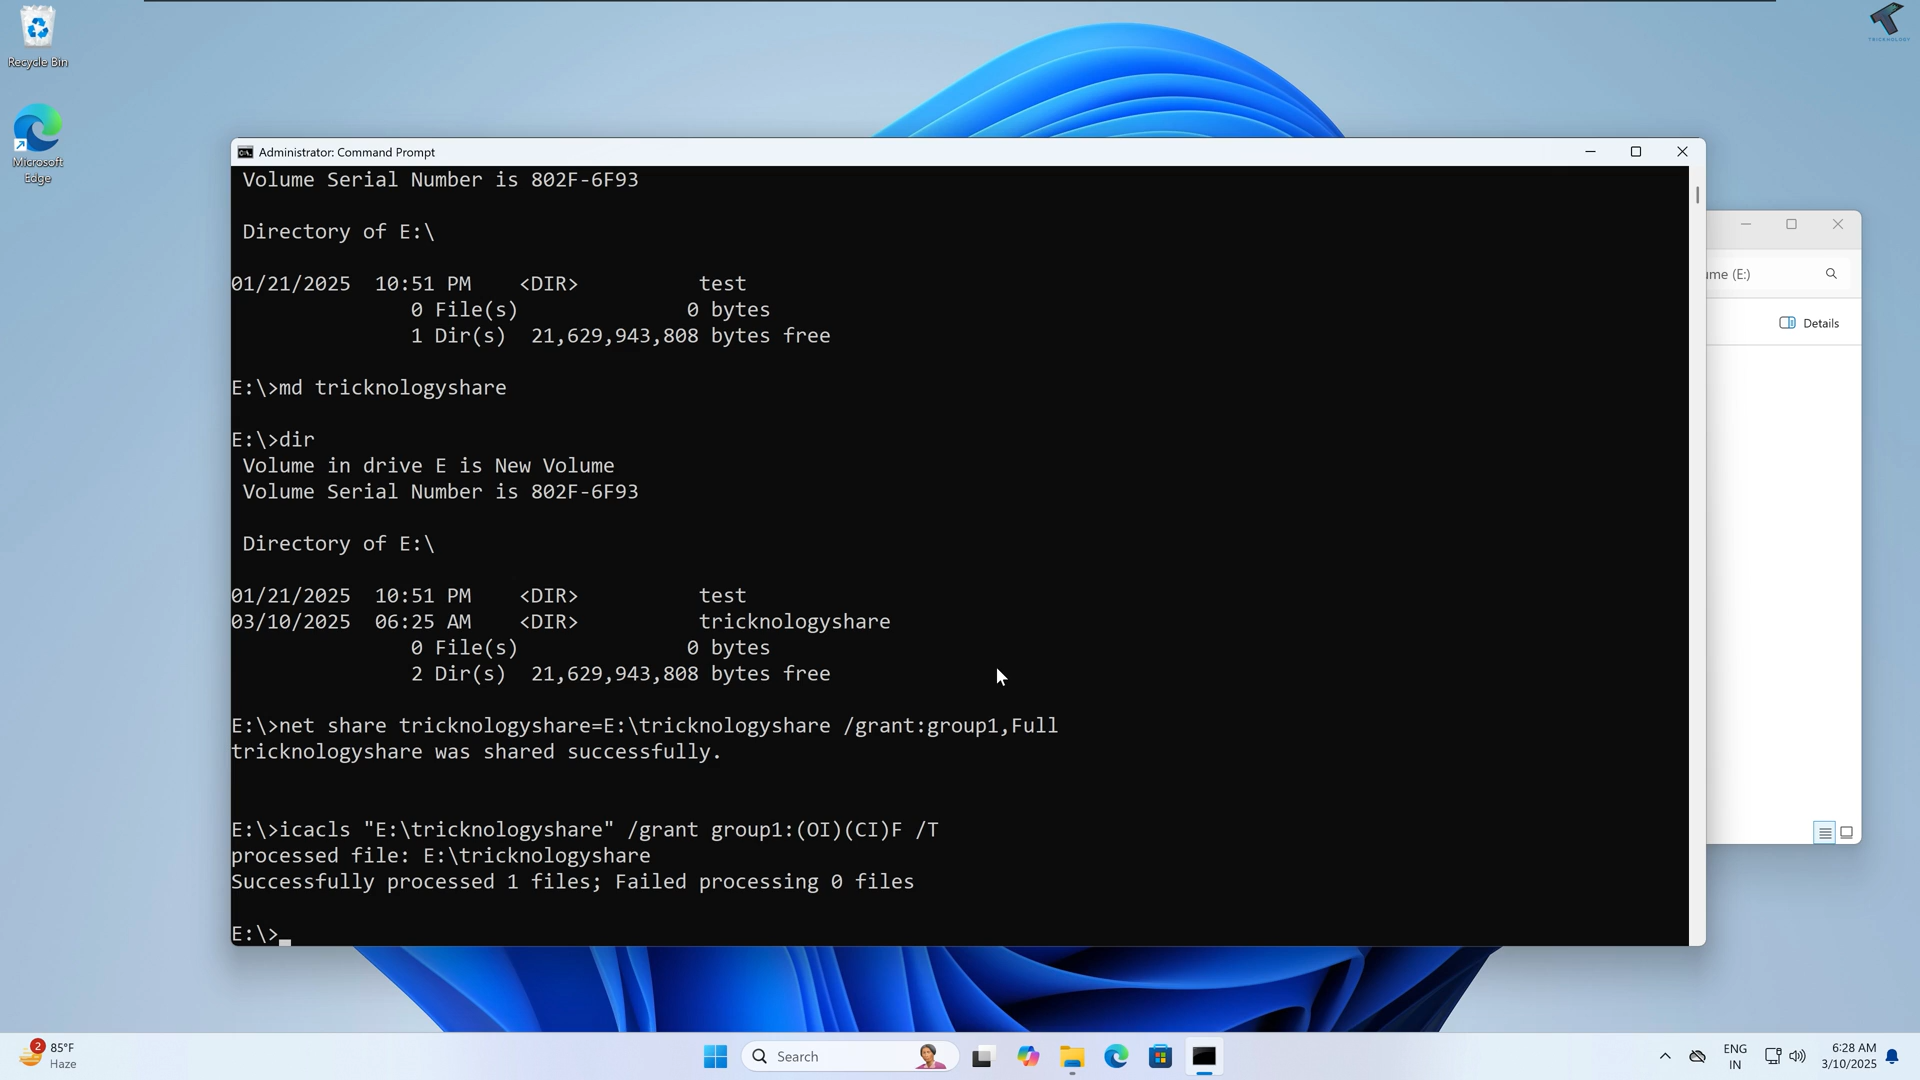 Recycle Bin
Microsoft
Edge
TRICKNOLOGY
Administrator: Command Prompt
Volume Serial Number is 802F-6F93
Directory of E:\
01/21/2025  10:51 PM    <DIR>          test
0 File(s)              0 bytes
1 Dir(s)  21,629,943,808 bytes free
E:\>md tricknologyshare
E:\>dir
Volume in drive E is New Volume
Volume Serial Number is 802F-6F93
Directory of E:\
01/21/2025  10:51 PM    <DIR>          test
03/10/2025  06:25 AM    <DIR>          tricknologyshare
0 File(s)              0 bytes
2 Dir(s)  21,629,943,808 bytes free
E:\>net share tricknologyshare=E:\tricknologyshare /grant:group1,Full
tricknologyshare was shared successfully.
E:\>icacls "E:\tricknologyshare" /grant group1:(OI)(CI)F /T
processed file: E:\tricknologyshare
Successfully processed 1 files; Failed processing 0 files
E:\>
ume (E:)
Details
2
85°F
Haze
Search
ENG
IN
6:28 AM
3/10/2025